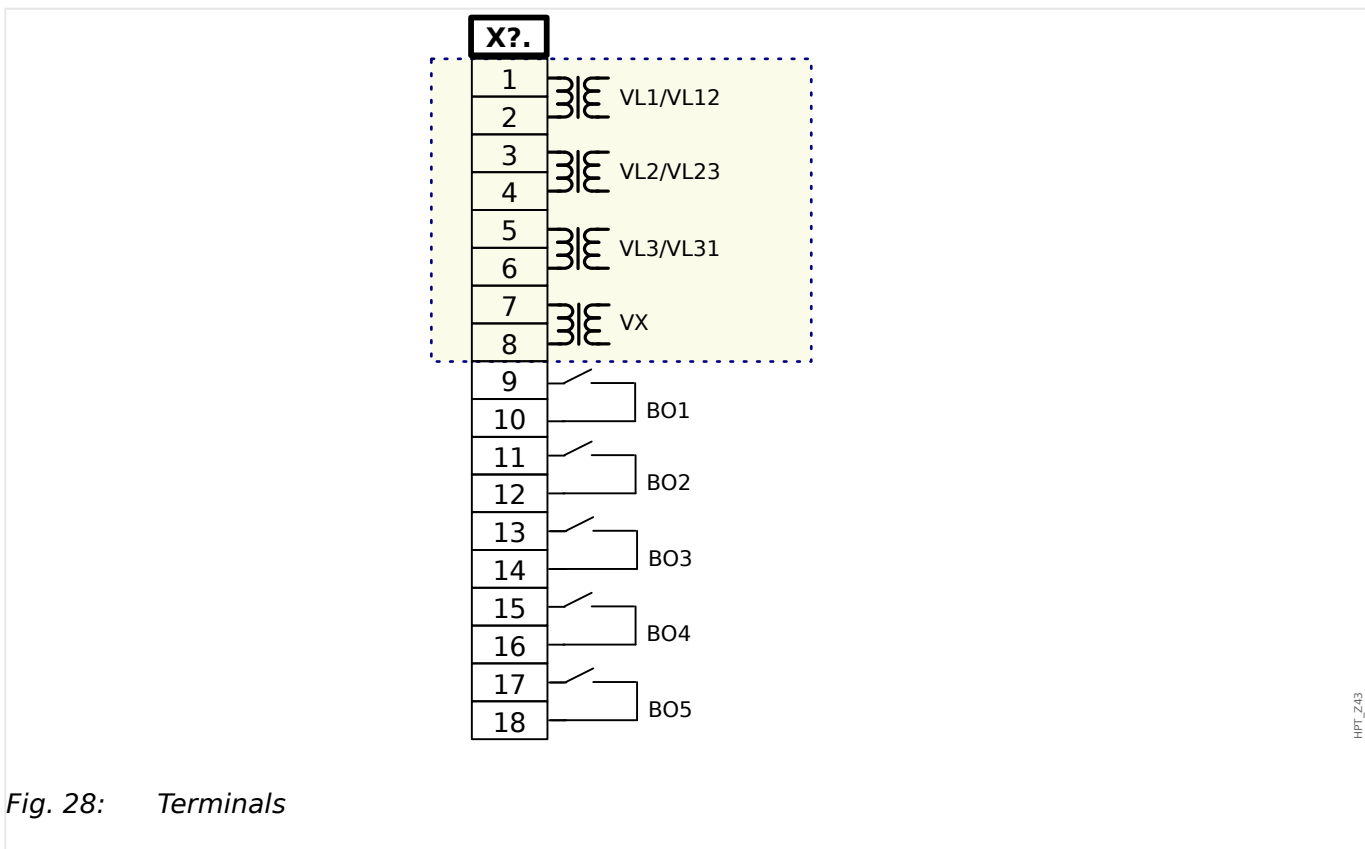 X?.
1
VL1/VL12
2
3
VL2/VL23
4
5
VL3/VL31
6
7
VX
8
9
BO1
10
11
BO2
12
13
BO3
14
15
BO4
16
17
BO5
18
HPT_Z43
Fig. 28: Terminals